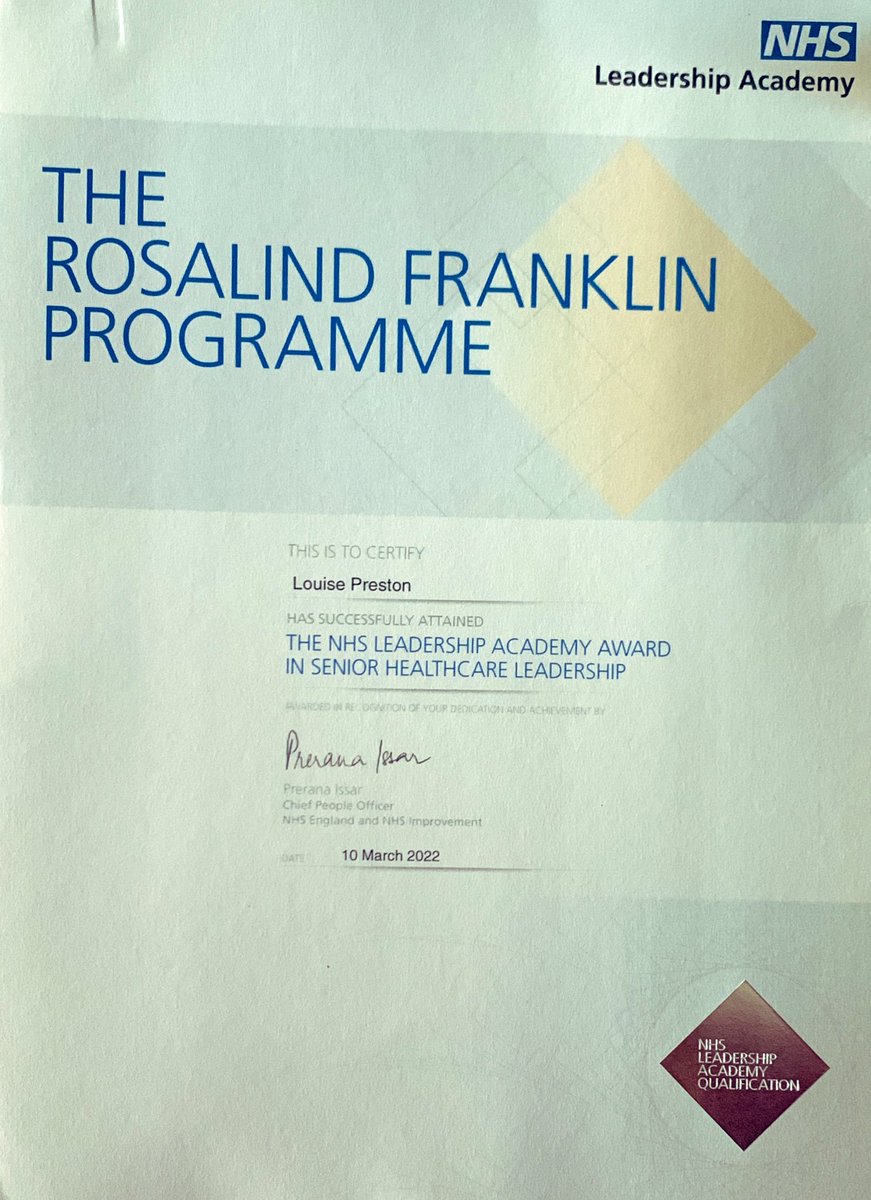 NHS
Leadership Academy
THE
ROSALIND FRANKLIN
PROGRAMME
THIS IS TO CERTIFY
Louise Preston
HAS SUCCESSFULLY ATTAINED
THE NHS LEADERSHIP ACADEMY AWARD
IN SENIOR HEALTHCARE LEADERSHIP
AWARDED IN RECOGNITION OF YOUR DEDICATION AND ACHIEVEMENT BY
Prerana Issar
Prerana Issar
Chief People Officer
NHS England and NHS Improvement
DATE 10 March 2022
NHS
LEADERSHIP
ACADEMY
QUALIFICATION